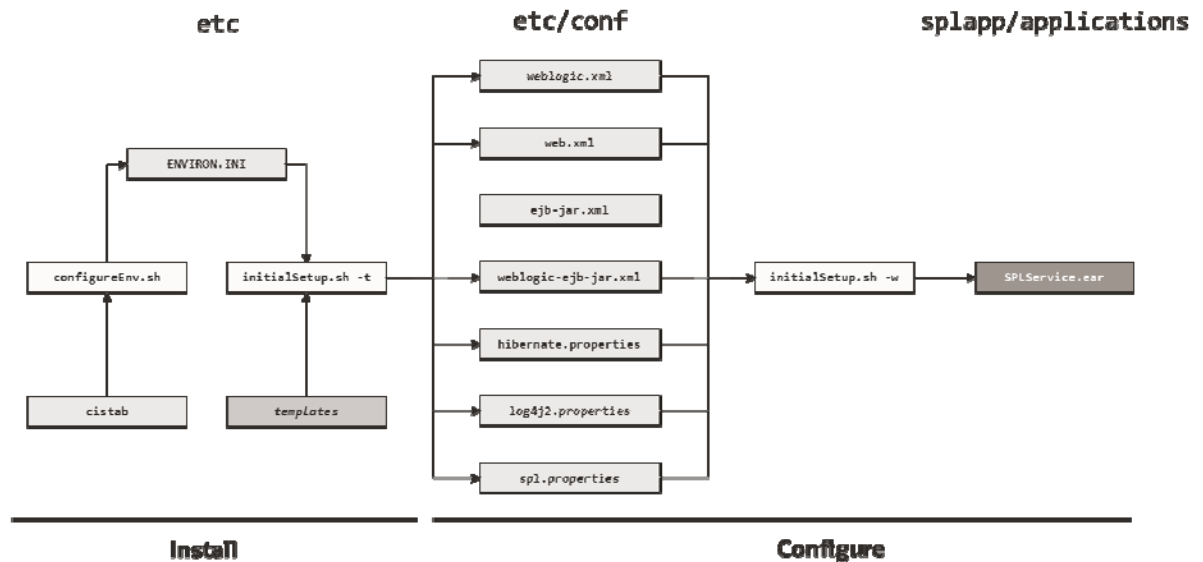 etc
etc/conf
splapp/applications
weblogic.xml
web.xml
ENVIRON.INI
ejb-jar.xml
configureEnv.sh
initialSetup.sh -t
weblogic-ejb-jar.xml
initialSetup.sh -w
SPLService.ear
hibernate.properties
cistab
templates
log4j2.properties
spl.properties
Install
Configure